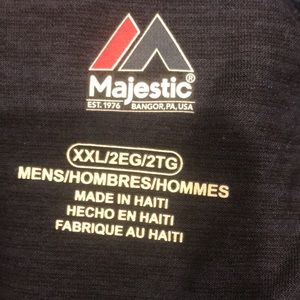 Majestic®
EST. 1976 BANGOR, PA, USA
XXL/2EG/2TG
MENS/HOMBRES/HOMMES
MADE IN HAITI
HECHO EN HAITI
FABRIQUE AU HAITI